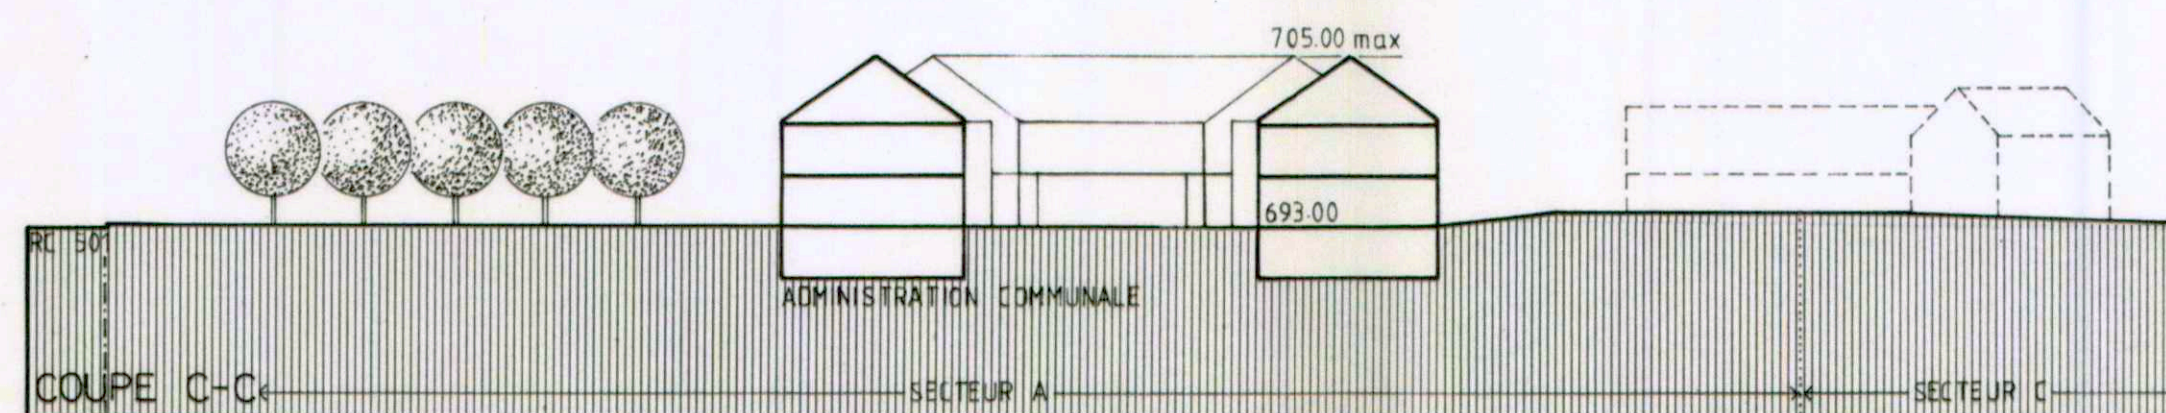 705.00 max
693.00
RC 501
ADMINISTRATION COMMUNALE
COUPE C-C
SECTEUR A
SECTEUR C